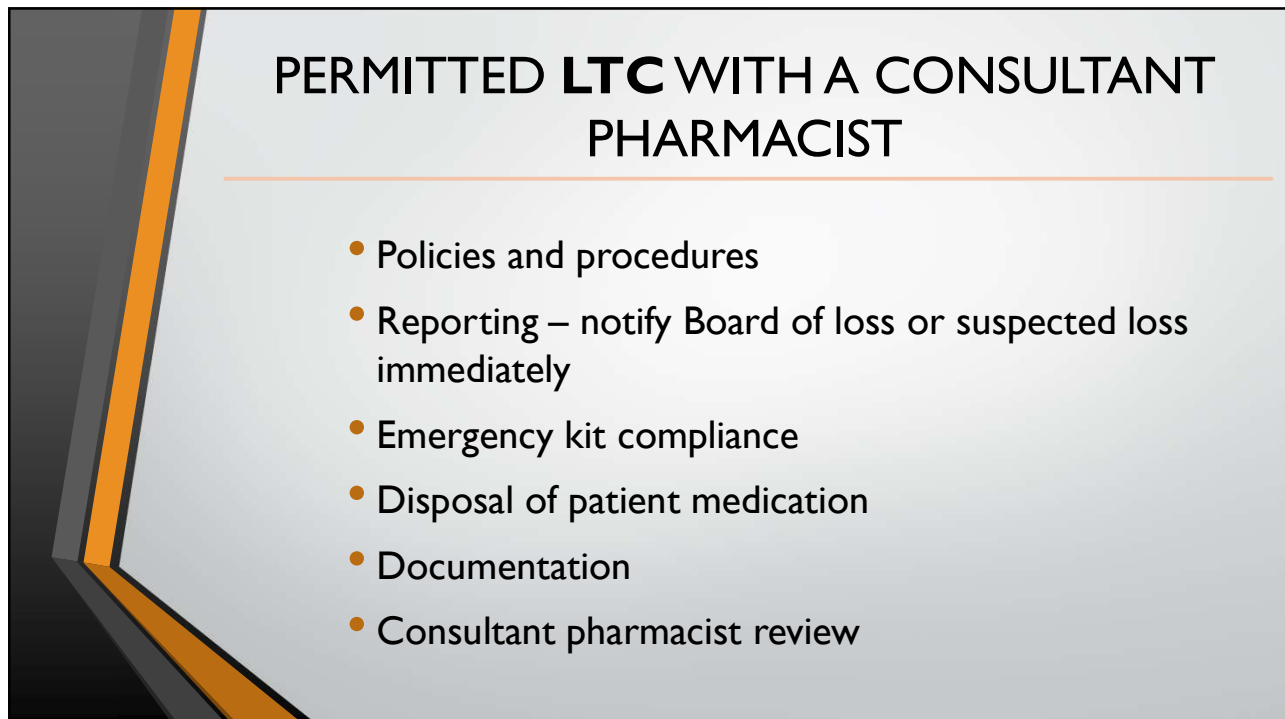 PERMITTED LTC WITH A CONSULTANT
PHARMACIST
• Policies and procedures
• Reporting – notify Board of loss or suspected loss
immediately
• Emergency kit compliance
• Disposal of patient medication
• Documentation
• Consultant pharmacist review